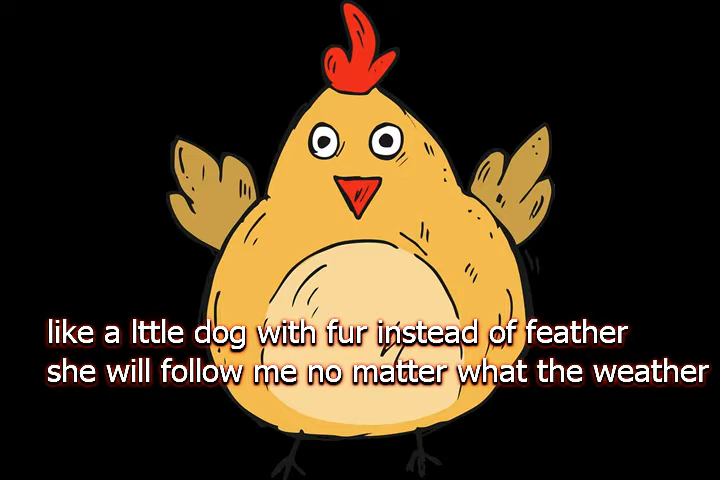 like a lttle dog with fur instead of feather
she will follow me no matter what the weather